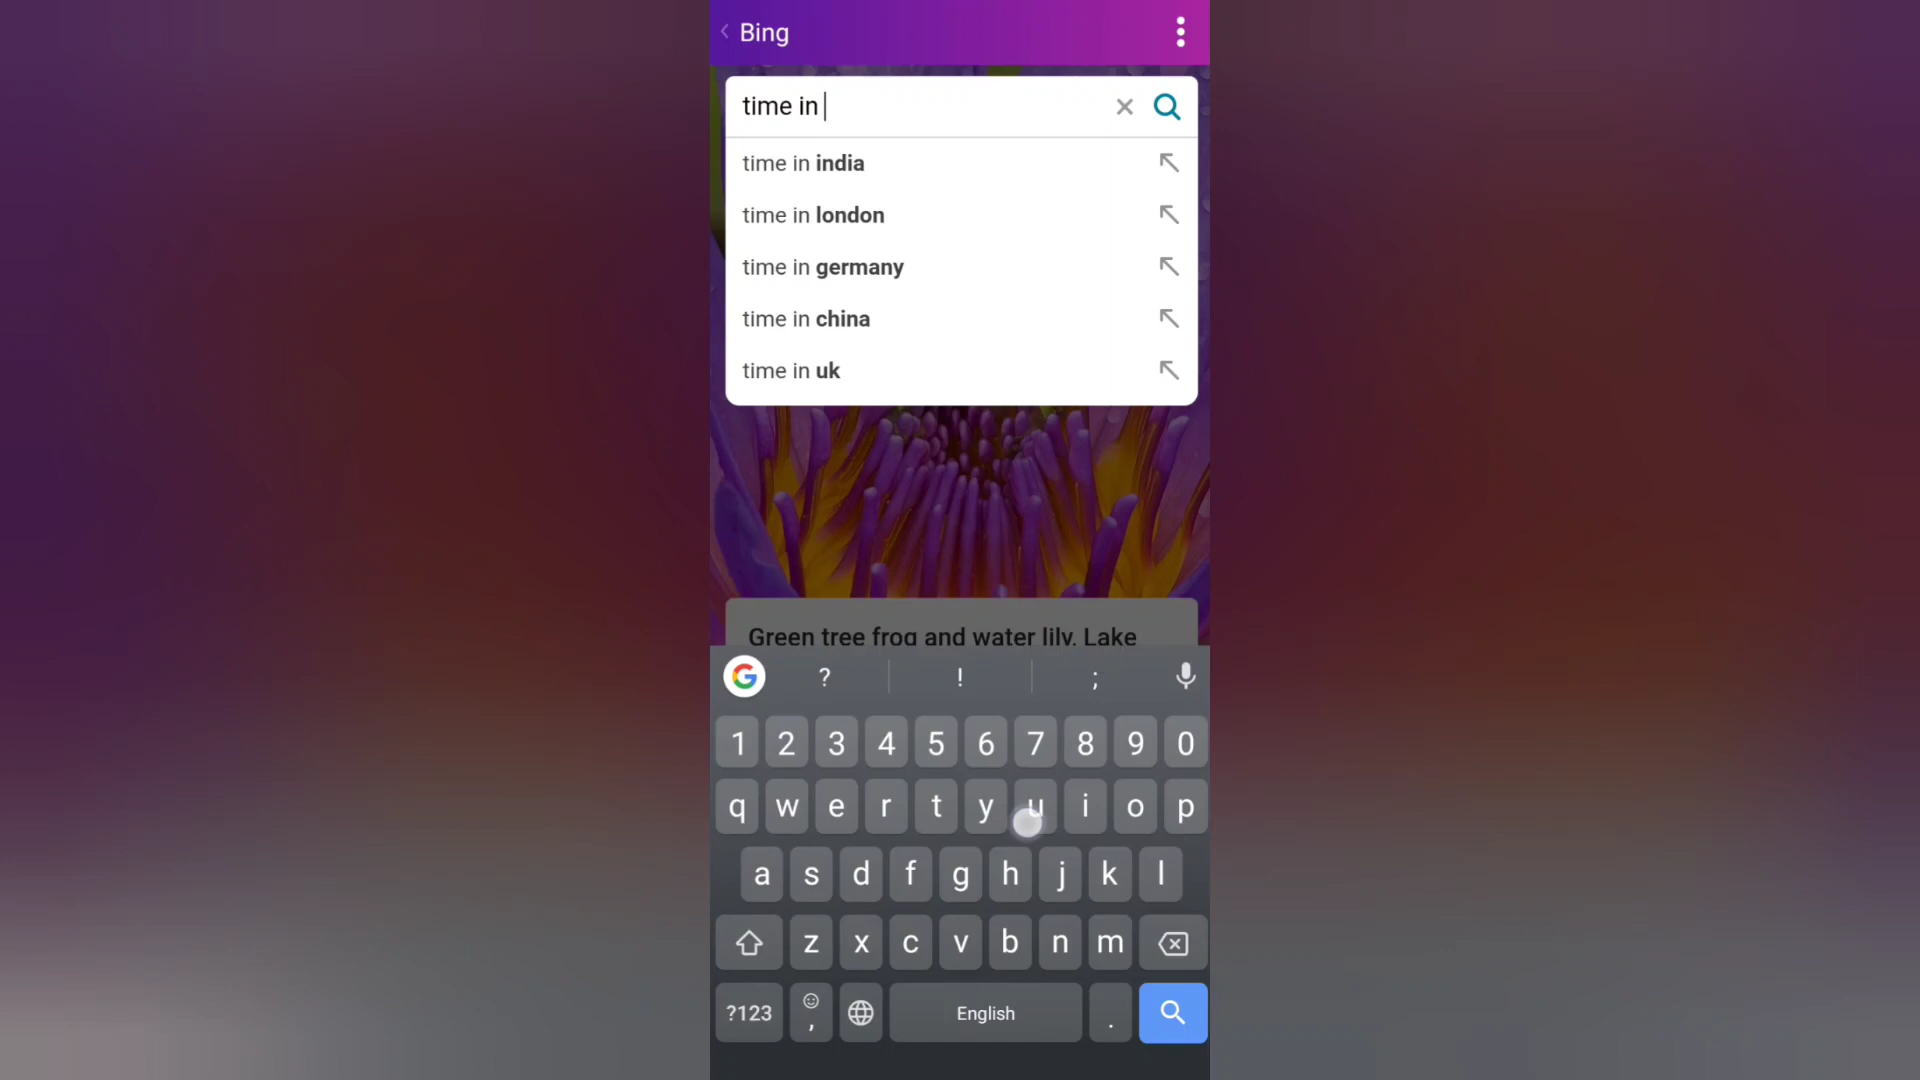 Bing
time in
time in india
time in london
time in germany
time in china
time in uk
Green tree frog and water lily, Lake
? ! ;
1 2 3 4 5 6 7 8 9 0
q w e r t y u i o p
a s d f g h j k l
z x c v b n m
?123 , English .